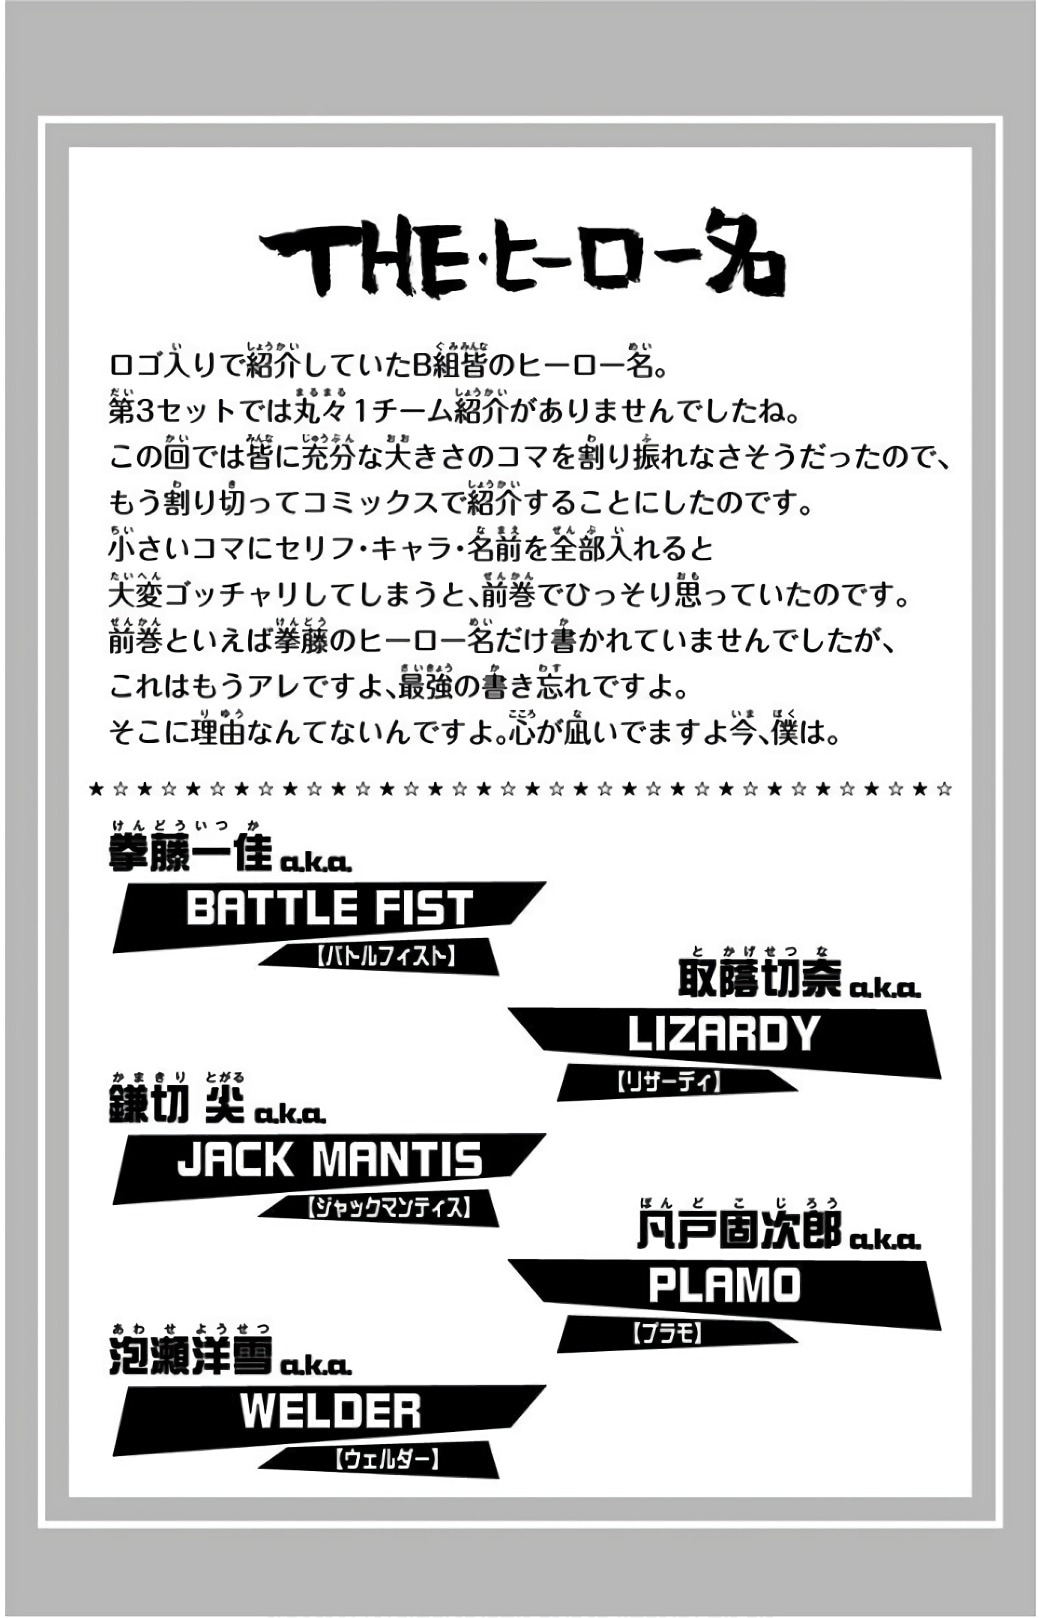 THE・ヒーロー名
ロゴ入りで紹介していたB組皆のヒーロー名。
第3セットでは丸々1チーム紹介がありませんでしたね。
この回では皆に充分な大きさのコマを割り振れなさそうだったので、
もう割り切ってコミックスで紹介することにしたのです。
小さいコマにセリフ・キャラ・名前を全部入れると
大変ゴッチャリしてしまうと、前巻でひっそり思っていたのです。
前巻といえば拳藤のヒーロー名だけ書かれていませんでしたが、
これはもうアレですよ、最強の書き忘れですよ。
そこに理由なんてないんですよ。心が凪いでますよ今、僕は。
★☆★☆★☆★☆★☆★☆★☆★☆★☆★☆★☆★☆★☆★☆★☆★☆★☆★☆
拳藤一佳 a.k.a.
BATTLE FIST
【バトルフィスト】
取蔭切奈 a.k.a.
LIZARDY
【リザーディ】
鎌切 尖 a.k.a.
JACK MANTIS
【ジャックマンティス】
凡戸固次郎 a.k.a.
PLAMO
【プラモ】
泡瀬洋雪 a.k.a.
WELDER
【ウェルダー】